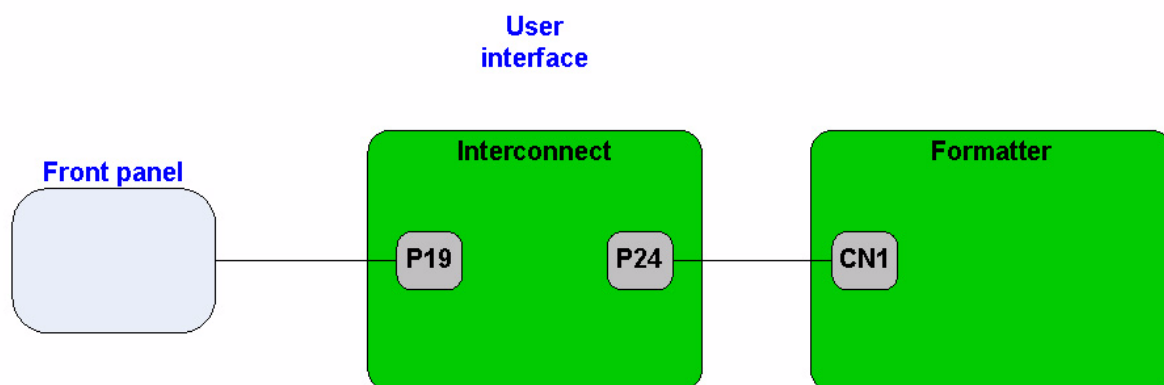 User
interface
Interconnect
Formatter
Front panel
P19
P24
CN1